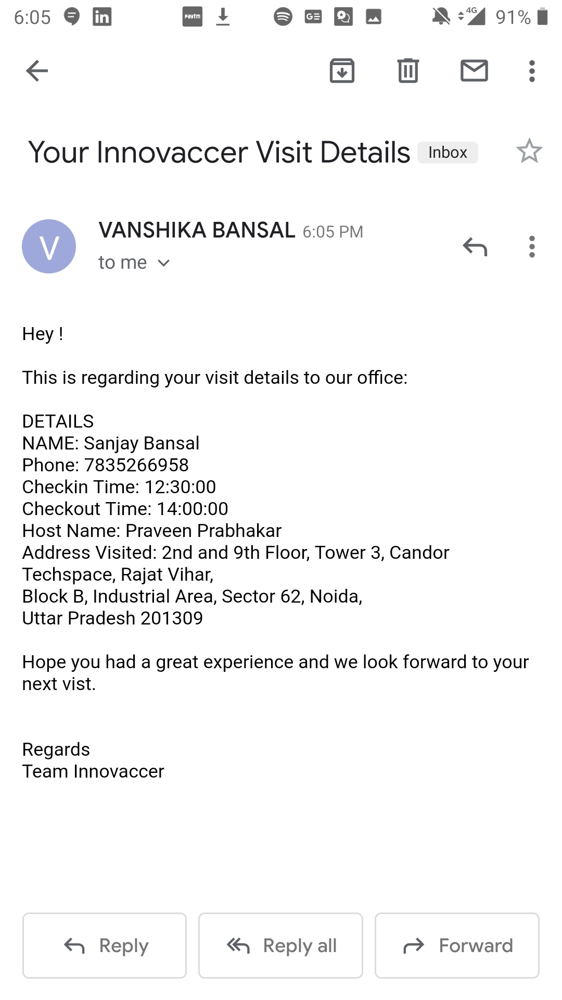 6:05
in
paytm
GE
4G
91%
Your Innovaccer Visit Details Inbox
V
VANSHIKA BANSAL 6:05 PM
to me
Hey !
This is regarding your visit details to our office:
DETAILS
NAME: Sanjay Bansal
Phone: 7835266958
Checkin Time: 12:30:00
Checkout Time: 14:00:00
Host Name: Praveen Prabhakar
Address Visited: 2nd and 9th Floor, Tower 3, Candor
Techspace, Rajat Vihar,
Block B, Industrial Area, Sector 62, Noida,
Uttar Pradesh 201309
Hope you had a great experience and we look forward to your
next vist.
Regards
Team Innovaccer
Reply
Reply all
Forward